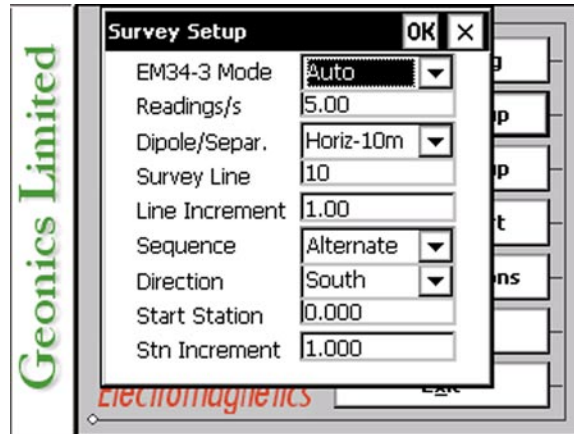 Geonics Limited
Survey Setup OK ×
EM34-3 Mode Auto
Readings/s 5.00
Dipole/Separ. Horiz-10m
Survey Line 10
Line Increment 1.00
Sequence Alternate
Direction South
Start Station 0.000
Stn Increment 1.000
Electromagnetics
Exit